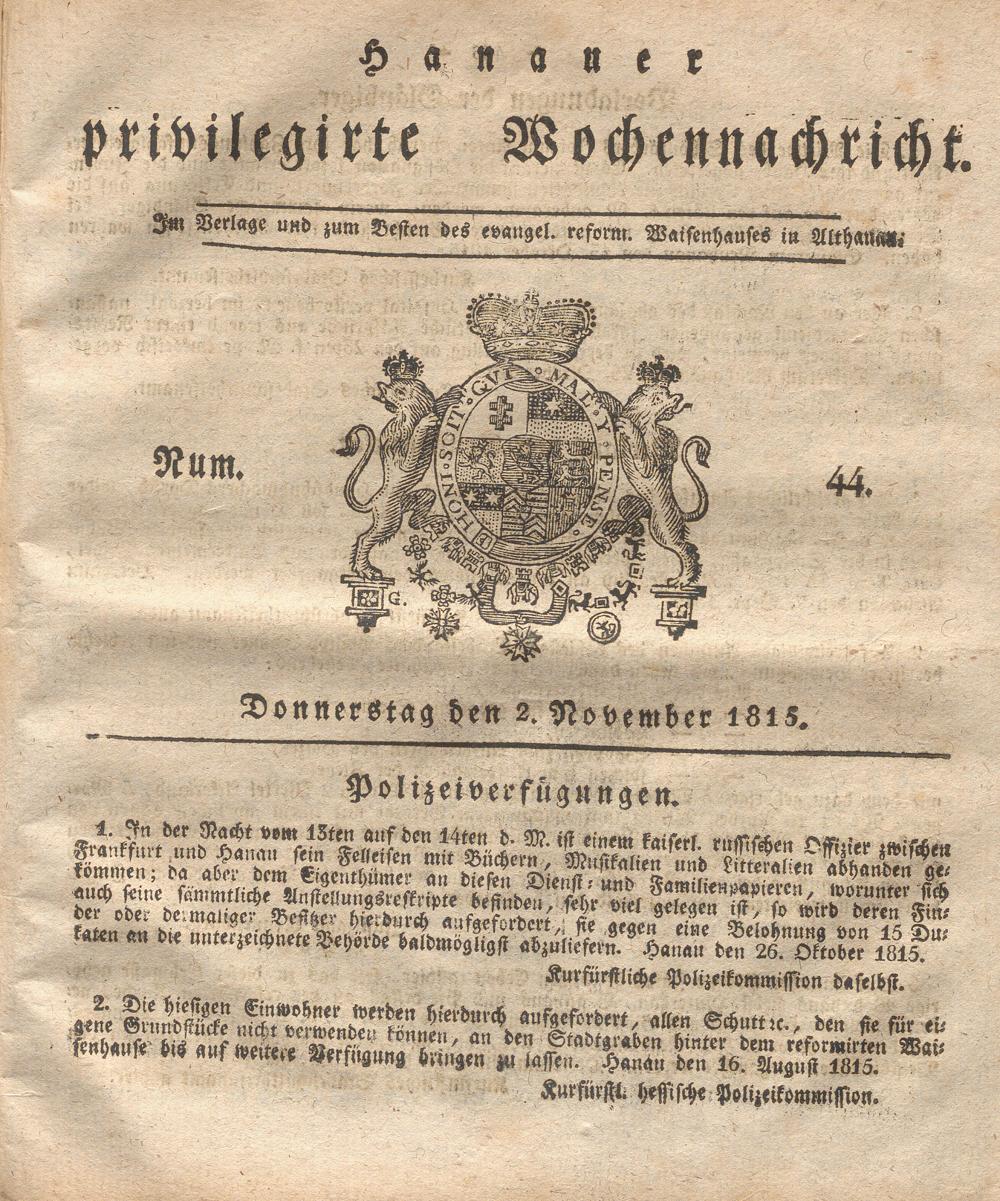 Hanauer
privilegirte Wochennachricht.
Im Verlage und zum Besten des evangel. reform. Waisenhauses in Althanau.
HONI·SOIT·QVI·MAL·Y·PENSE·
Num. 44.
G.
Donnerstag den 2. November 1815.
Polizeiverfügungen.
1. In der Nacht vom 13ten auf den 14ten d. M. ist einem kaiserl. russischen Offizier zwischen
Frankfurt und Hanau sein Felleisen mit Büchern, Musikalien und Litteralien abhanden ge-
kommen; da aber dem Eigenthümer an diesen Dienst- und Familienpapieren, worunter sich
auch seine sämmtliche Anstellungsreskripte befinden, sehr viel gelegen ist, so wird deren Fin-
der oder dermaliger Besitzer hierdurch aufgefordert, sie gegen eine Belohnung von 15 Du-
katen an die unterzeichnete Behörde baldmögligst abzuliefern. Hanau den 26. Oktober 1815.
Kurfürstliche Polizeikommission daselbst.
2. Die hiesigen Einwohner werden hierdurch aufgefordert, allen Schutt ꝛc., den sie für ei-
gene Grundstücke nicht verwenden können, an den Stadtgraben hinter dem reformirten Wai-
senhause bis auf weitere Verfügung bringen zu lassen. Hanau den 16. August 1815.
Kurfürstl. hessische Polizeikommission.